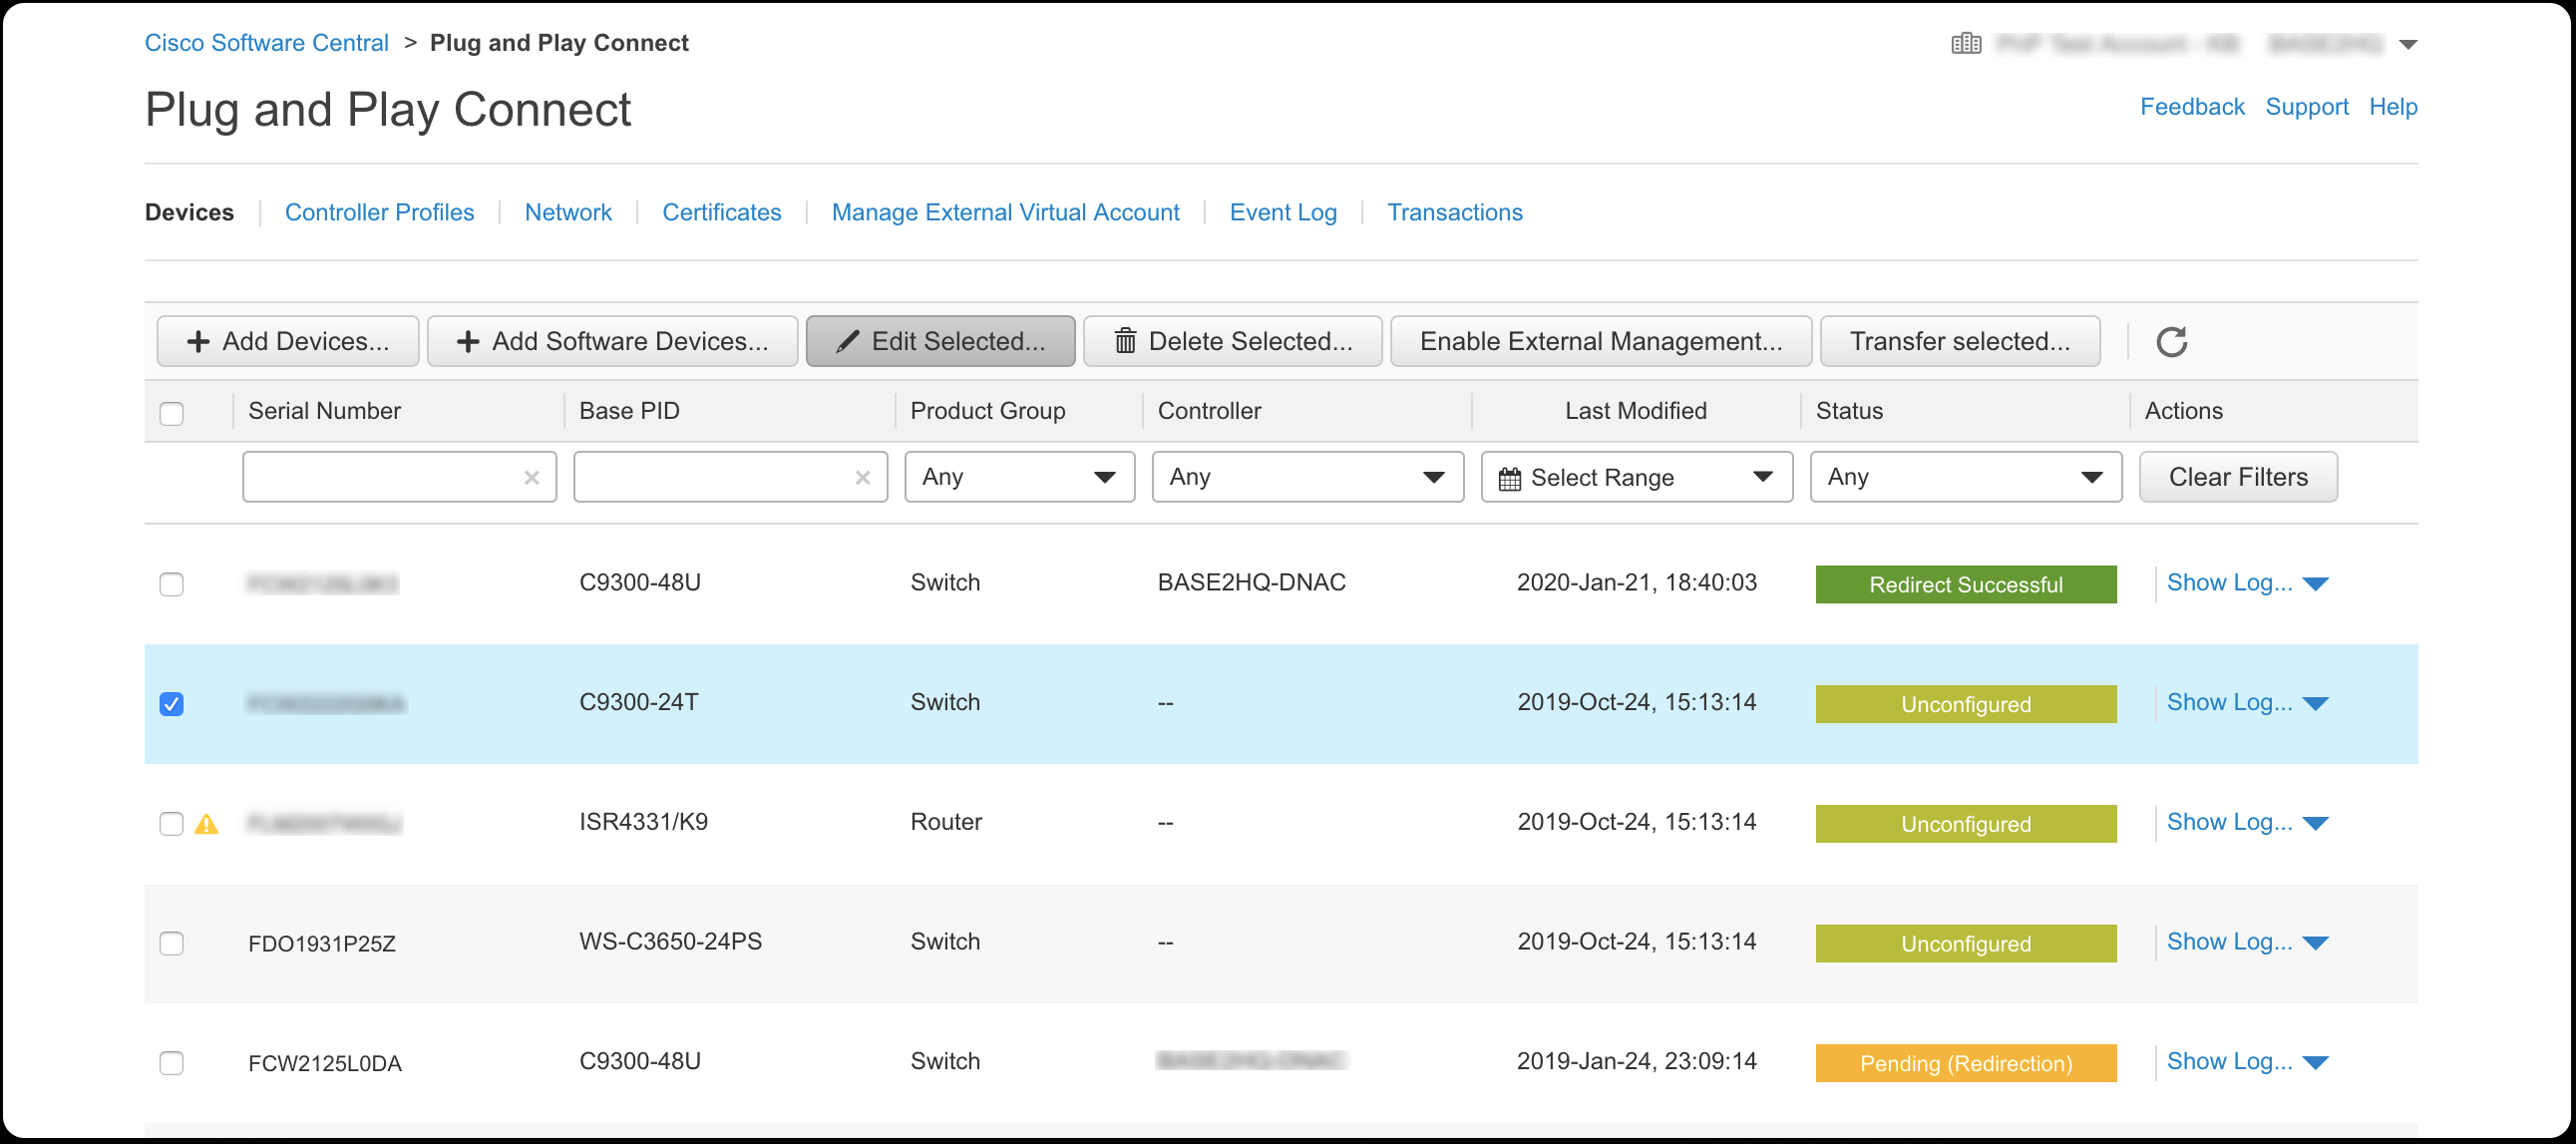 Cisco Software Central > Plug and Play Connect
Plug and Play Connect
Feedback Support Help
Devices Controller Profiles Network Certificates Manage External Virtual Account Event Log Transactions
Add Devices... Add Software Devices... Edit Selected... Delete Selected... Enable External Management... Transfer selected...
Serial Number Base PID Product Group Controller Last Modified Status Actions
Any Any Select Range Any Clear Filters
C9300-48U Switch BASE2HQ-DNAC 2020-Jan-21, 18:40:03 Redirect Successful Show Log...
C9300-24T Switch -- 2019-Oct-24, 15:13:14 Unconfigured Show Log...
ISR4331/K9 Router -- 2019-Oct-24, 15:13:14 Unconfigured Show Log...
FDO1931P25Z WS-C3650-24PS Switch -- 2019-Oct-24, 15:13:14 Unconfigured Show Log...
FCW2125L0DA C9300-48U Switch 2019-Jan-24, 23:09:14 Pending (Redirection) Show Log...